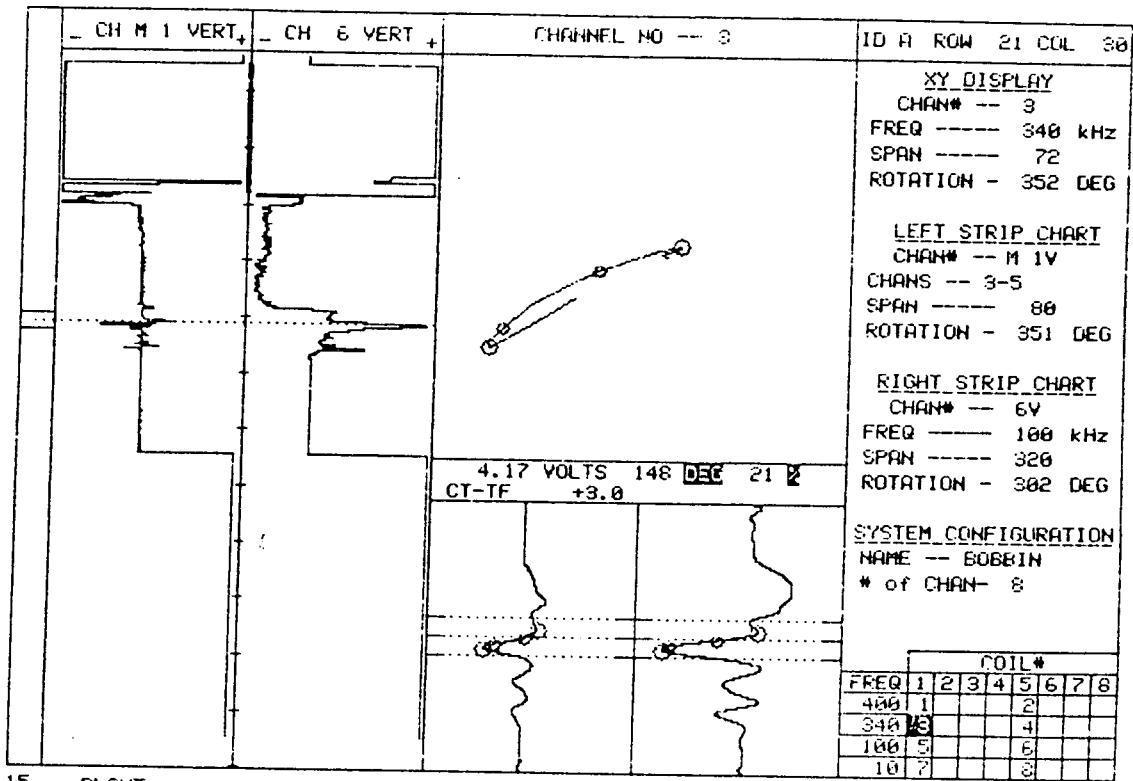 _ CH M 1 VERT + _ CH 6 VERT + CHANNEL NO -- 3 ID A ROW 21 COL 30
XY DISPLAY
CHAN# -- 3
FREQ ----- 340 kHz
SPAN ----- 72
ROTATION - 352 DEG
LEFT STRIP CHART
CHAN# -- M 1V
CHANS -- 3-5
SPAN ----- 80
ROTATION - 351 DEG
RIGHT STRIP CHART
CHAN# -- 6V
FREQ ----- 100 kHz
SPAN ----- 320
ROTATION - 302 DEG
4.17 VOLTS 148 DEG 21 %
CT-TF +3.0
SYSTEM CONFIGURATION
NAME -- BOBBIN
# of CHAN- 8
COIL#
FREQ 1 2 3 4 5 6 7 8
400 1 2
340 3 4
100 5 6
10 7 8